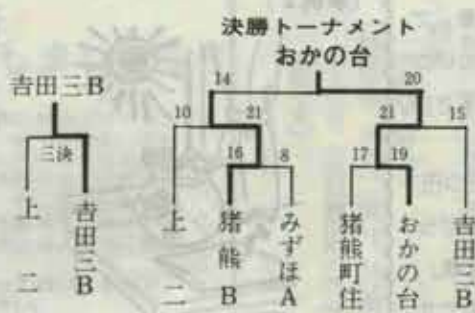 決勝トーナメント
おかの台
14 20
10 21 21 15
16 8 17 19
上二
猪熊B
みずほA
猪熊町住
おかの台
吉田三B
吉田三B
三決
上二
吉田三B